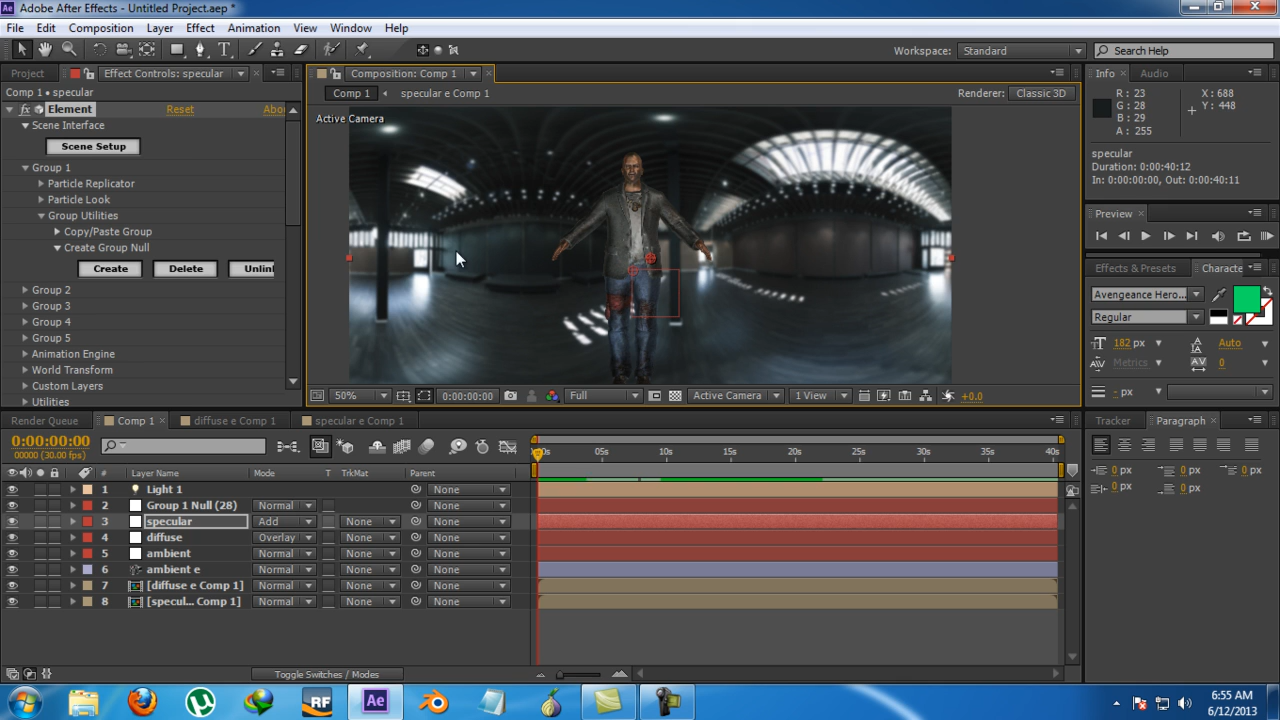 Adobe After Effects - Untitled Project.aep *
File Edit Composition Layer Effect Animation View Window Help
Workspace: Standard Search Help
Project Effect Controls: specular
Comp 1 • specular
Element Reset Abou
Scene Interface
Scene Setup
Group 1
Particle Replicator
Particle Look
Group Utilities
Copy/Paste Group
Create Group Null
Create Delete Unlink
Group 2
Group 3
Group 4
Group 5
Animation Engine
World Transform
Custom Layers
Utilities
Composition: Comp 1
Comp 1 specular e Comp 1
Renderer: Classic 3D
Active Camera
50% 0:00:00:00 Full Active Camera 1 View +0.0
Info Audio
R: 23 X: 688
G: 28 Y: 448
B: 29
A: 255
specular
Duration: 0:00:40:12
In: 0:00:00:00, Out: 0:00:40:11
Preview
Effects & Presets Characte
Avengeance Hero...
Regular
182 px Auto
Metrics 0
- px
Tracker Paragraph
0 px 0 px 0 px
0 px 0 px
Render Queue Comp 1 diffuse e Comp 1 specular e Comp 1
0:00:00:00
00000 (30.00 fps)
# Layer Name Mode T TrkMat Parent
00s 05s 10s 15s 20s 25s 30s 35s 40s
1 Light 1 None
2 Group 1 Null (28) Normal None
3 specular Add None None
4 diffuse Overlay None None
5 ambient Normal None None
6 ambient e Normal None None
7 [diffuse e Comp 1] Normal None None
8 [specul... Comp 1] Normal None None
Toggle Switches / Modes
Ae
RF
6:55 AM
6/12/2013